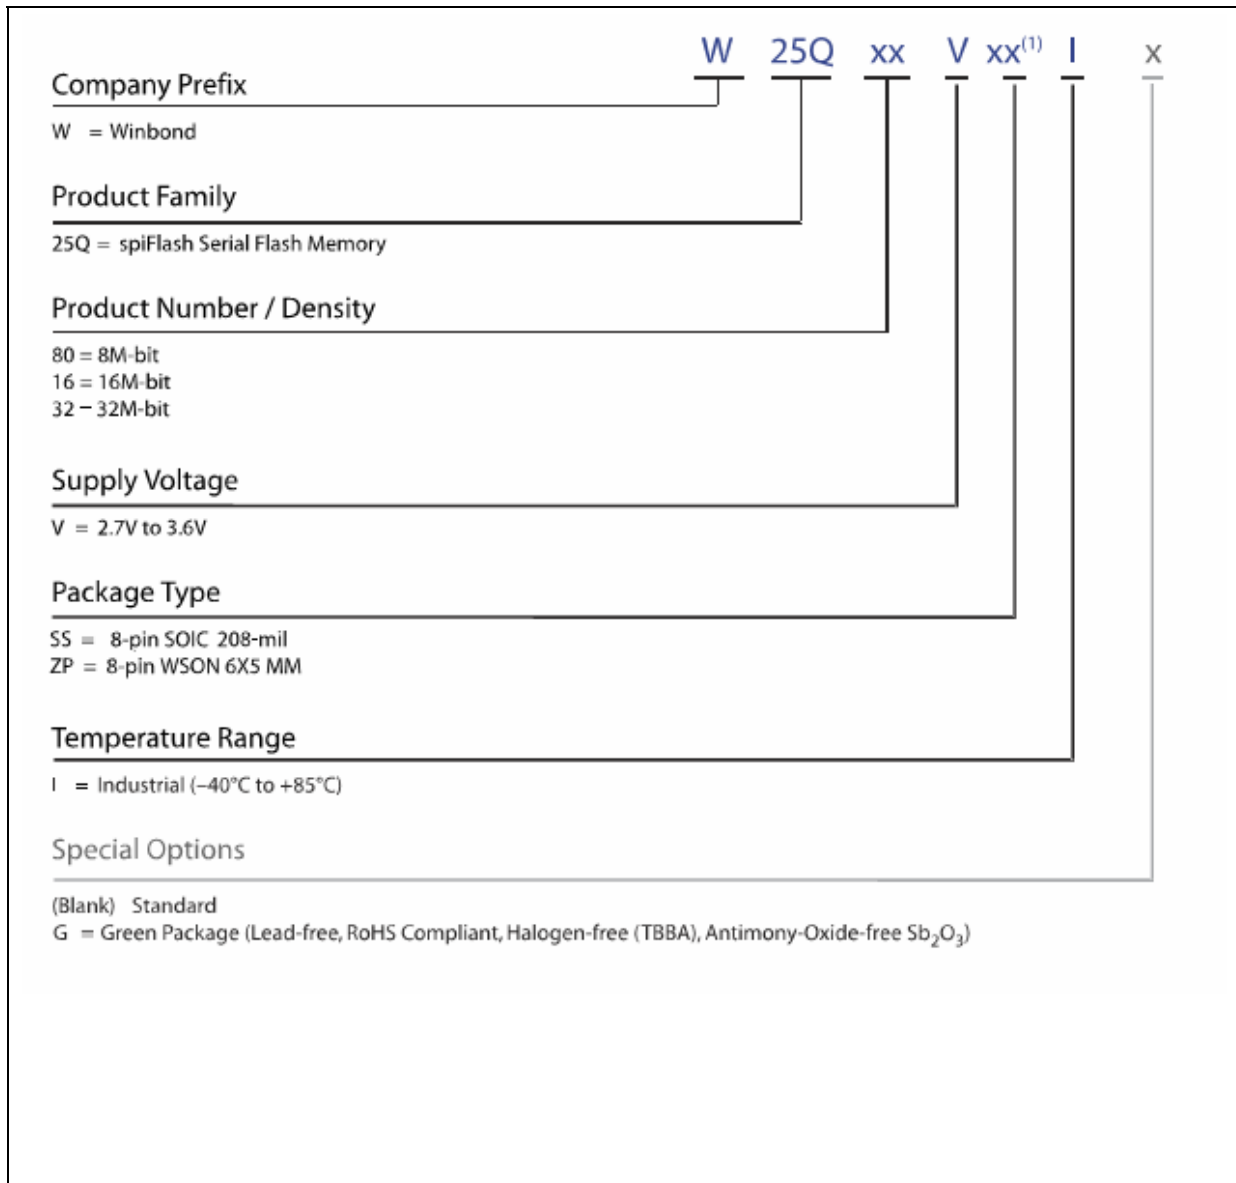 W 25Q xx V xx(1) I x
Company Prefix
W = Winbond
Product Family
25Q = spiFlash Serial Flash Memory
Product Number / Density
80 = 8M-bit
16 = 16M-bit
32 – 32M-bit
Supply Voltage
V = 2.7V to 3.6V
Package Type
SS = 8-pin SOIC 208-mil
ZP = 8-pin WSON 6X5 MM
Temperature Range
I = Industrial (–40°C to +85°C)
Special Options
(Blank) Standard
G = Green Package (Lead-free, RoHS Compliant, Halogen-free (TBBA), Antimony-Oxide-free Sb₂O₃)